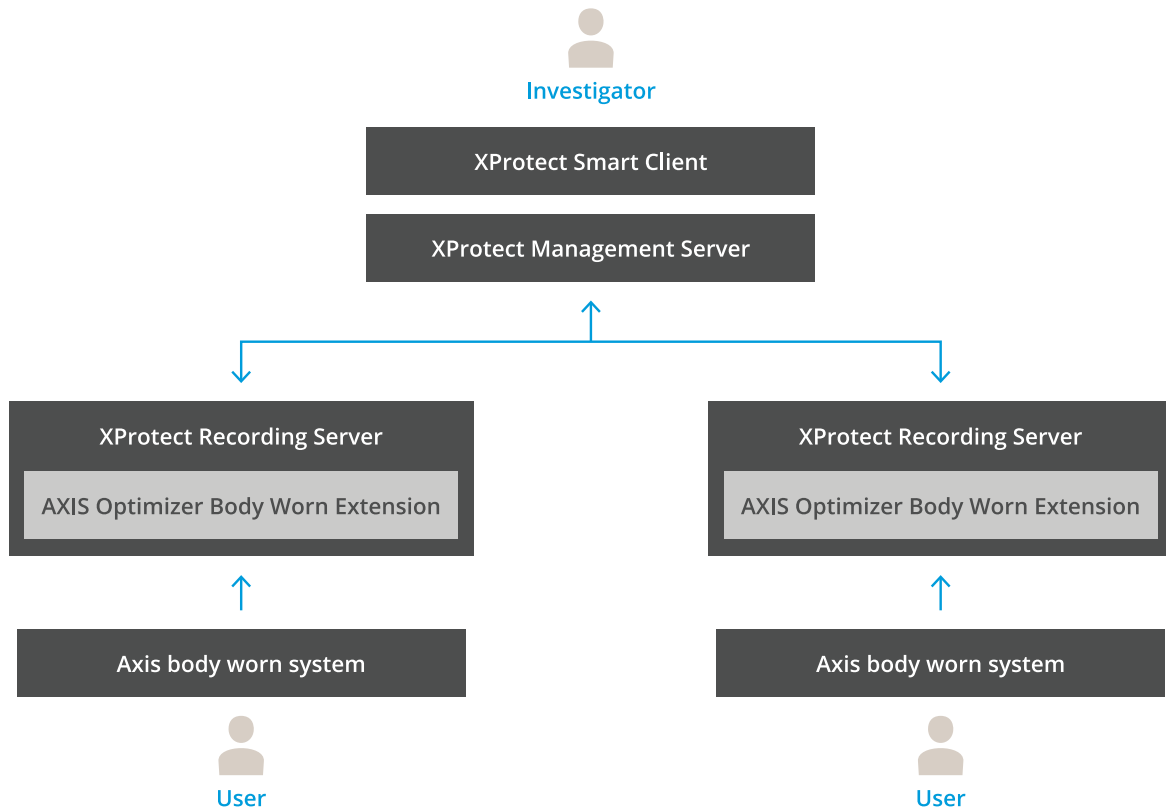 Investigator
XProtect Smart Client
XProtect Management Server
XProtect Recording Server
XProtect Recording Server
AXIS Optimizer Body Worn Extension
AXIS Optimizer Body Worn Extension
Axis body worn system
Axis body worn system
User
User